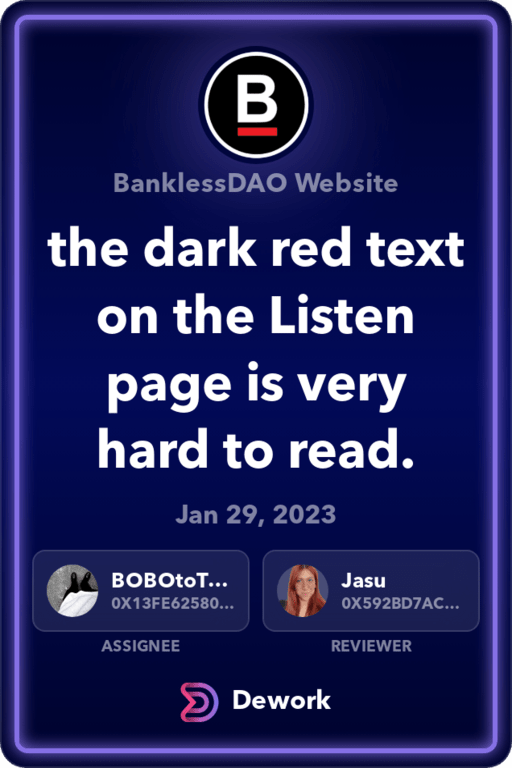 B
BanklessDAO Website
the dark red text
on the Listen
page is very
hard to read.
Jan 29, 2023
BOBOtoT...
0X13FE62580...
ASSIGNEE
Jasu
0X592BD7AC...
REVIEWER
Dework